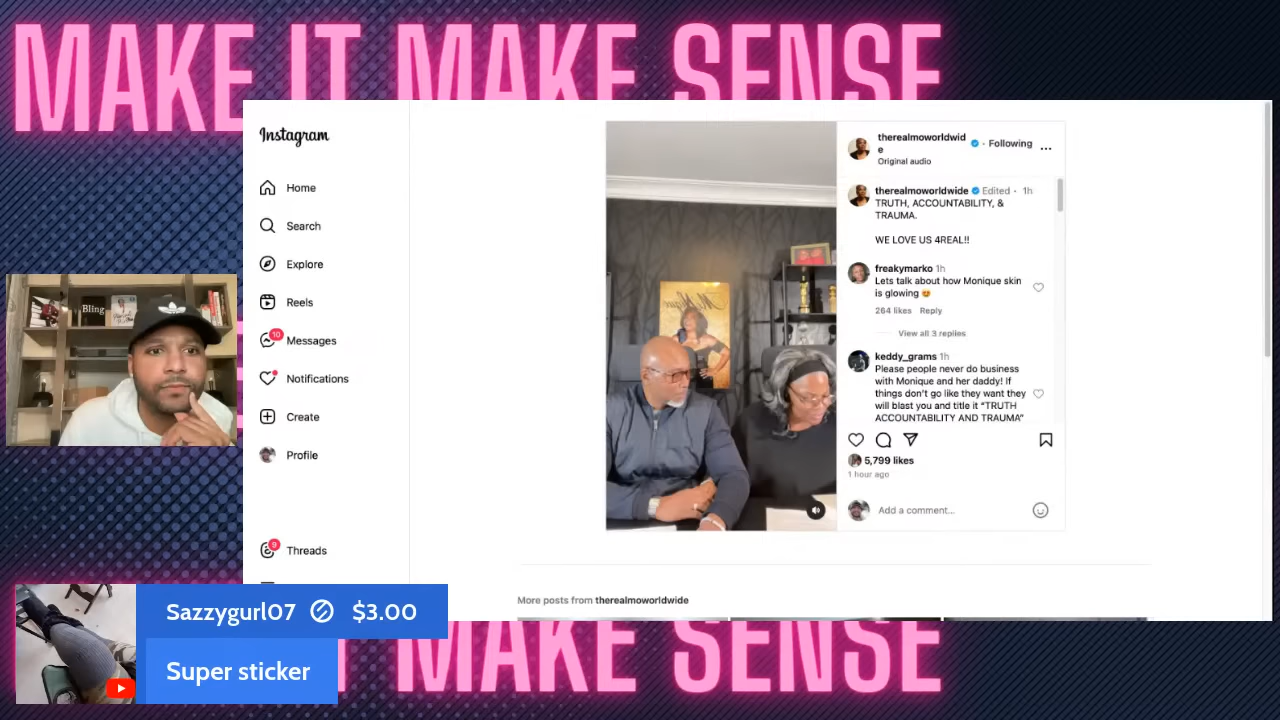 MAKE IT MAKE SENSE
Instagram
Home
Search
Explore
Reels
10
Messages
Notifications
Create
Profile
9
Threads
Bling
therealmoworldwid
e
· Following
...
Original audio
therealmoworldwide Edited · 1h
TRUTH, ACCOUNTABILITY, &
TRAUMA.
WE LOVE US 4REAL!!
freakymarko 1h
Lets talk about how Monique skin
is glowing 😍
264 likes Reply
View all 3 replies
keddy_grams 1h
Please people never do business
with Monique and her daddy! If
things don't go like they want they
will blast you and title it "TRUTH
ACCOUNTABILITY AND TRAUMA"
5,799 likes
1 hour ago
Add a comment...
More posts from therealmoworldwide
Sazzygurl07 $3.00
Super sticker
MAKE SENSE